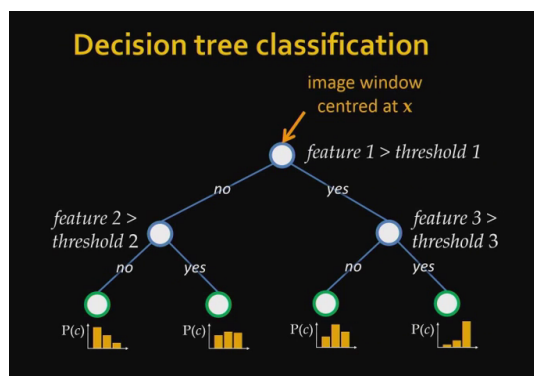 Decision tree classification
image window
centred at x
feature 1 > threshold 1
no
yes
feature 2 >
threshold 2
feature 3 >
threshold 3
no
yes
no
yes
P(c)
P(c)
P(c)
P(c)